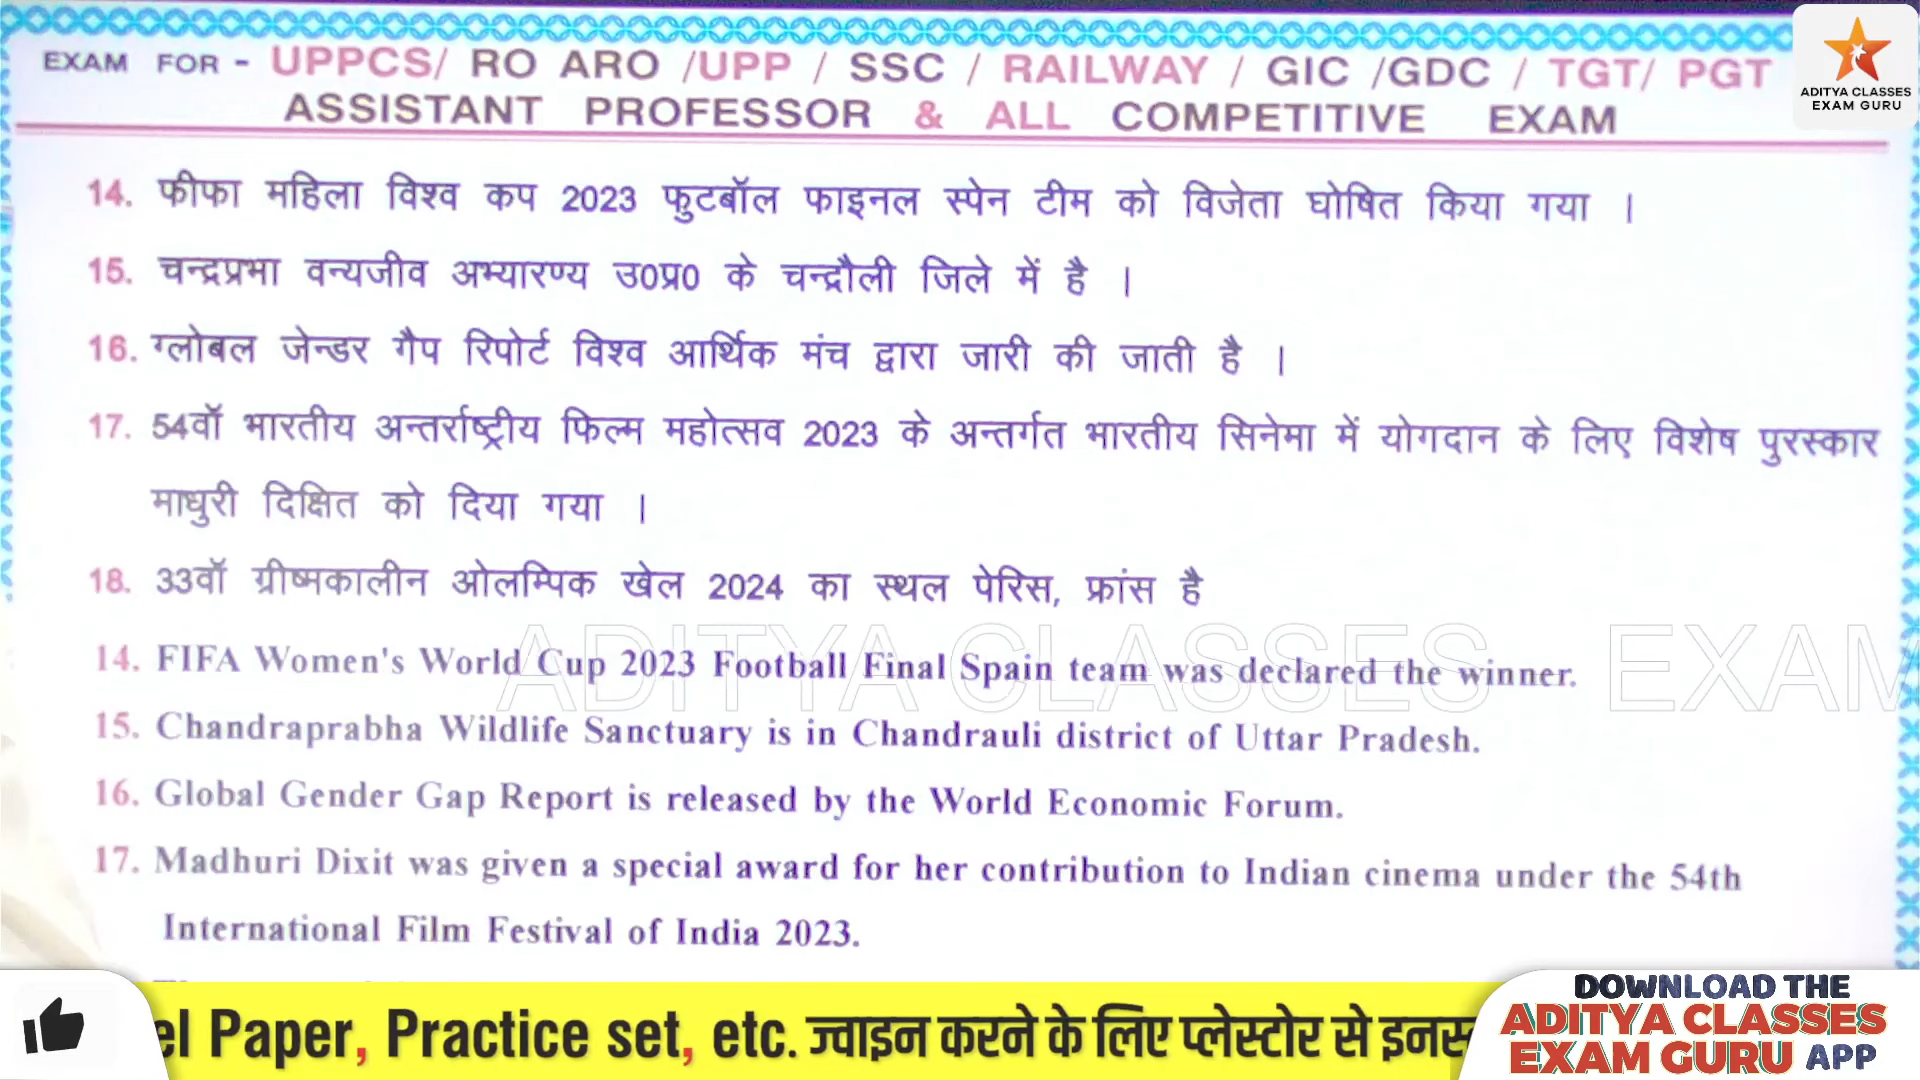 EXAM FOR - UPPCS/ RO ARO /UPP / SSC / RAILWAY / GIC /GDC / TGT/ PGT
ASSISTANT PROFESSOR & ALL COMPETITIVE EXAM
ADITYA CLASSES
EXAM GURU
14. फीफा महिला विश्व कप 2023 फुटबॉल फाइनल स्पेन टीम को विजेता घोषित किया गया ।
15. चन्द्रप्रभा वन्यजीव अभ्यारण्य उ0प्र0 के चन्द्रौली जिले में है ।
16. ग्लोबल जेन्डर गैप रिपोर्ट विश्व आर्थिक मंच द्वारा जारी की जाती है ।
17. 54वॉ भारतीय अन्तर्राष्ट्रीय फिल्म महोत्सव 2023 के अन्तर्गत भारतीय सिनेमा में योगदान के लिए विशेष पुरस्कार
माधुरी दिक्षित को दिया गया ।
18. 33वॉ ग्रीष्मकालीन ओलम्पिक खेल 2024 का स्थल पेरिस, फ्रांस है
ADITYA CLASSES EXAM
14. FIFA Women's World Cup 2023 Football Final Spain team was declared the winner.
15. Chandraprabha Wildlife Sanctuary is in Chandrauli district of Uttar Pradesh.
16. Global Gender Gap Report is released by the World Economic Forum.
17. Madhuri Dixit was given a special award for her contribution to Indian cinema under the 54th
International Film Festival of India 2023.
el Paper, Practice set, etc. ज्वाइन करने के लिए प्लेस्टोर से इनस
DOWNLOAD THE
ADITYA CLASSES
EXAM GURU APP